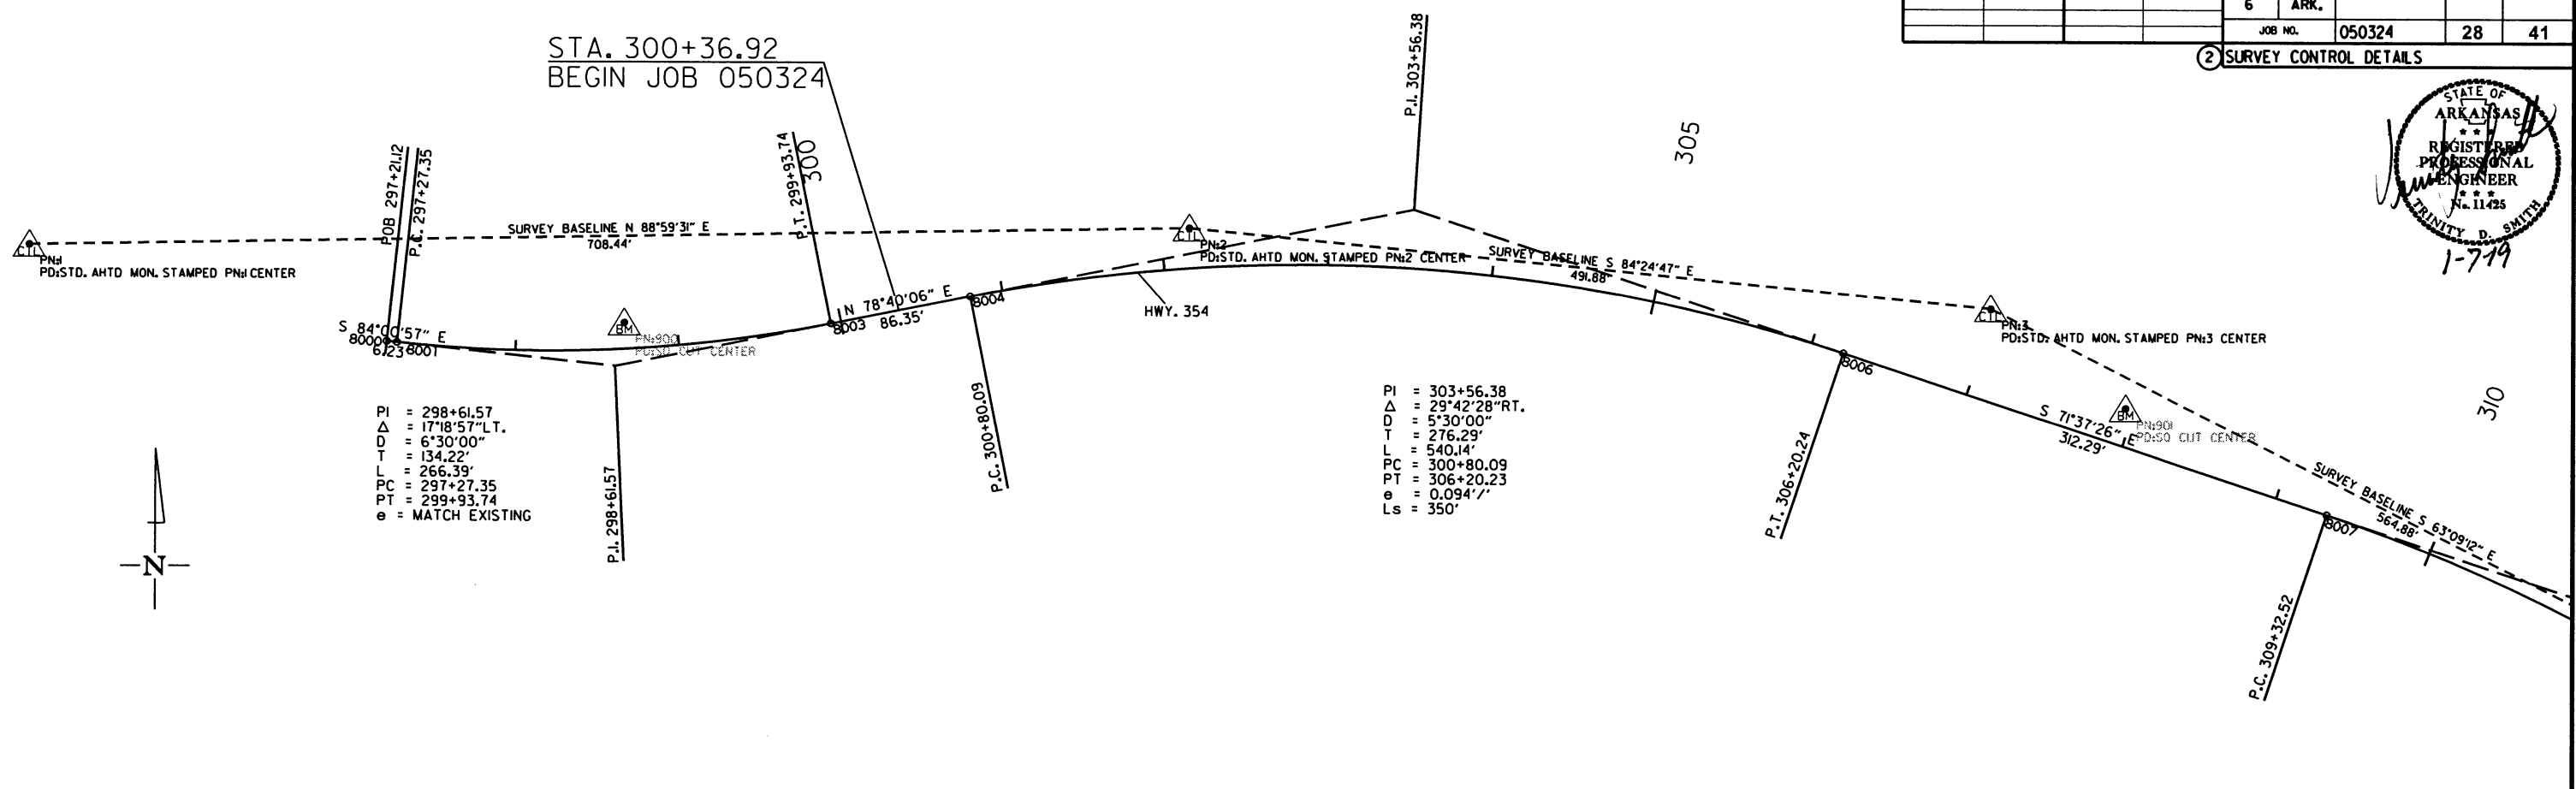 6 ARK.
JOB NO. 050324 28 41
2 SURVEY CONTROL DETAILS
STATE OF
ARKANSAS
* * *
REGISTERED
PROFESSIONAL
ENGINEER
* * *
No. 11425
TRINITY D. SMITH
STA. 300+36.92
BEGIN JOB 050324
POB 297+21.12
P.C. 297+27.35
P.T. 299+93.74
300
P.I. 303+56.38
305
CTL
PN:1
PD:STD. AHTD MON. STAMPED PN:1 CENTER
SURVEY BASELINE N 88°59'31" E
708.44'
CTL
PN:2
PD:STD. AHTD MON. STAMPED PN:2 CENTER
SURVEY BASELINE S 84°24'47" E
491.88'
CTL
PN:3
PD:STD. AHTD MON. STAMPED PN:3 CENTER
S 84°00'57" E
8000
6.23
8001
BM
PN:900
PD:SQ CUT CENTER
8003
N 78°40'06" E
86.35'
8004
HWY. 354
8006
BM
PN:901
PD:SQ CUT CENTER
S 71°37'26" E
312.29'
310
SURVEY BASELINE S 63°09'12" E
564.88'
8007
PI = 298+61.57
Δ = 17°18'57"LT.
D = 6°30'00"
T = 134.22'
L = 266.39'
PC = 297+27.35
PT = 299+93.74
e = MATCH EXISTING
P.I. 298+61.57
P.C. 300+80.09
PI = 303+56.38
Δ = 29°42'28"RT.
D = 5°30'00"
T = 276.29'
L = 540.14'
PC = 300+80.09
PT = 306+20.23
e = 0.094'/'
Ls = 350'
P.T. 306+20.24
P.C. 309+32.52
N